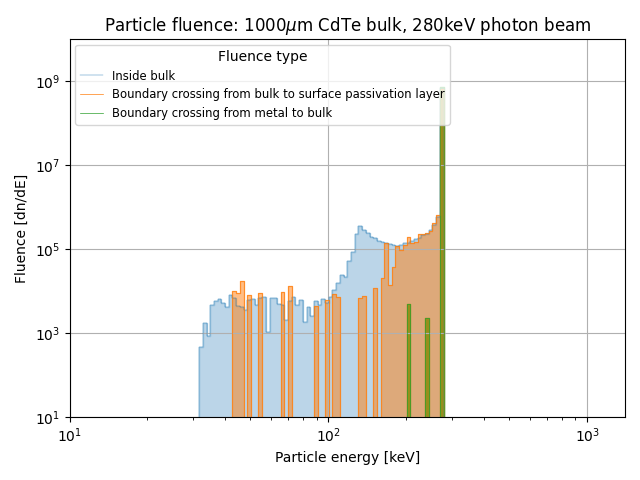 Particle fluence: 1000μm CdTe bulk, 280keV photon beam
Fluence type
Inside bulk
Boundary crossing from bulk to surface passivation layer
Boundary crossing from metal to bulk
Fluence [dn/dE]
10⁹
10⁷
10⁵
10³
10¹
10¹ 10² 10³
Particle energy [keV]